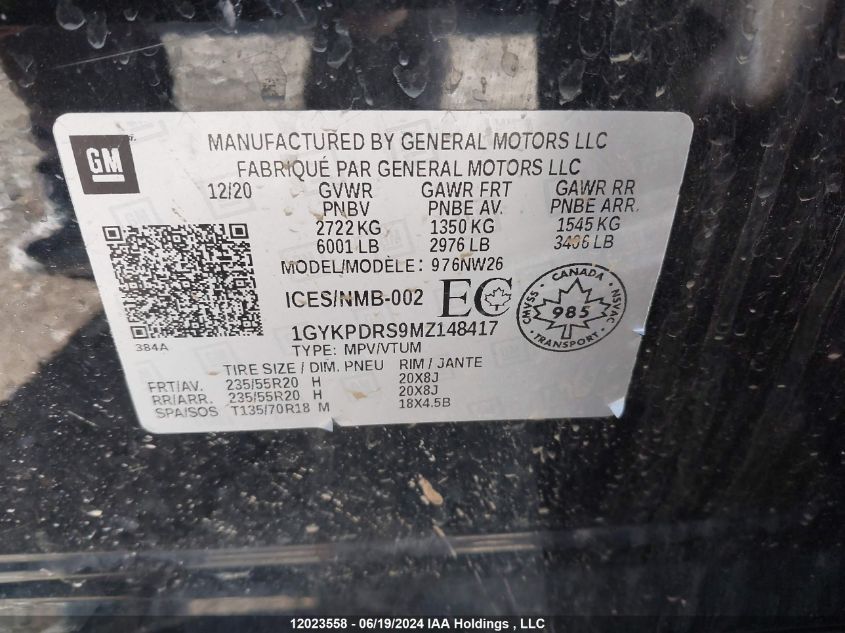 GM
MANUFACTURED BY GENERAL MOTORS LLC
FABRIQUÉ PAR GENERAL MOTORS LLC
12/20 GVWR GAWR FRT GAWR RR
PNBV PNBE AV. PNBE ARR.
2722 KG 1350 KG 1545 KG
6001 LB 2976 LB 3406 LB
MODEL/MODÈLE: 976NW26
ICES/NMB-002 EC
CANADA
CMVSS 985 NSVAC
1GYKPDRS9MZ148417
384A TYPE: MPV/VTUM
TIRE SIZE / DIM. PNEU RIM / JANTE
FRT/AV. 235/55R20 H 20X8J
RR/ARR. 235/55R20 H 20X8J
SPA/SOS T135/70R18 M 18X4.5B
12023558 - 06/19/2024 IAA Holdings , LLC